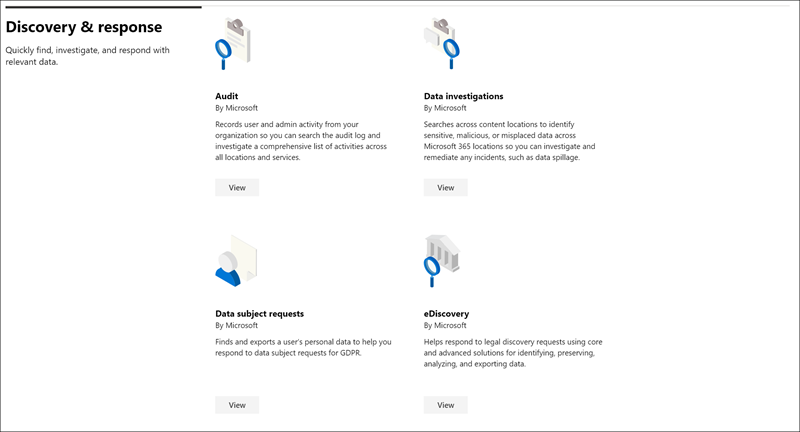 Discovery & response
Quickly find, investigate, and respond with
relevant data.
Audit
By Microsoft
Records user and admin activity from your
organization so you can search the audit log and
investigate a comprehensive list of activities across
all locations and services.
View
Data investigations
By Microsoft
Searches across content locations to identify
sensitive, malicious, or misplaced data across
Microsoft 365 locations so you can investigate and
remediate any incidents, such as data spillage.
View
Data subject requests
By Microsoft
Finds and exports a user's personal data to help you
respond to data subject requests for GDPR.
View
eDiscovery
By Microsoft
Helps respond to legal discovery requests using core
and advanced solutions for identifying, preserving,
analyzing, and exporting data.
View